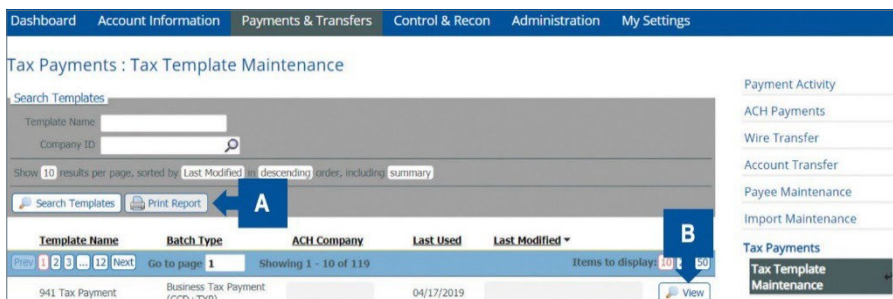 Dashboard Account Information Payments & Transfers Control & Recon Administration My Settings
Tax Payments : Tax Template Maintenance
Search Templates
Template Name
Company ID
Show 10 results per page, sorted by Last Modified in descending order, including summary
Search Templates Print Report A
Template Name Batch Type ACH Company Last Used Last Modified B
Prev 1 2 3 ... 12 Next Go to page 1 Showing 1 - 10 of 119 Items to display: 10 50
941 Tax Payment Business Tax Payment 04/17/2019 View
(CCD+TXP)
Payment Activity
ACH Payments
Wire Transfer
Account Transfer
Payee Maintenance
Import Maintenance
Tax Payments
Tax Template
Maintenance